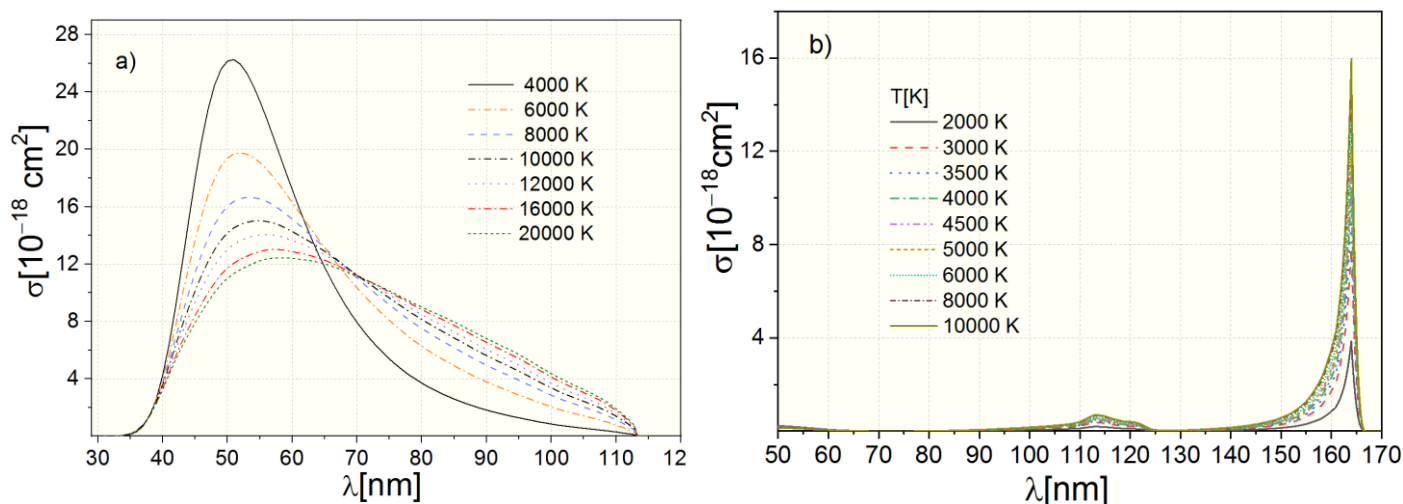 a)
σ[10⁻¹⁸ cm²]
28
24
20
16
12
8
4
4000 K
6000 K
8000 K
10000 K
12000 K
16000 K
20000 K
30 40 50 60 70 80 90 100 110 12
λ[nm]
b)
σ[10⁻¹⁸cm²]
16
12
8
4
T[K]
2000 K
3000 K
3500 K
4000 K
4500 K
5000 K
6000 K
8000 K
10000 K
50 60 70 80 90 100 110 120 130 140 150 160 170
λ[nm]